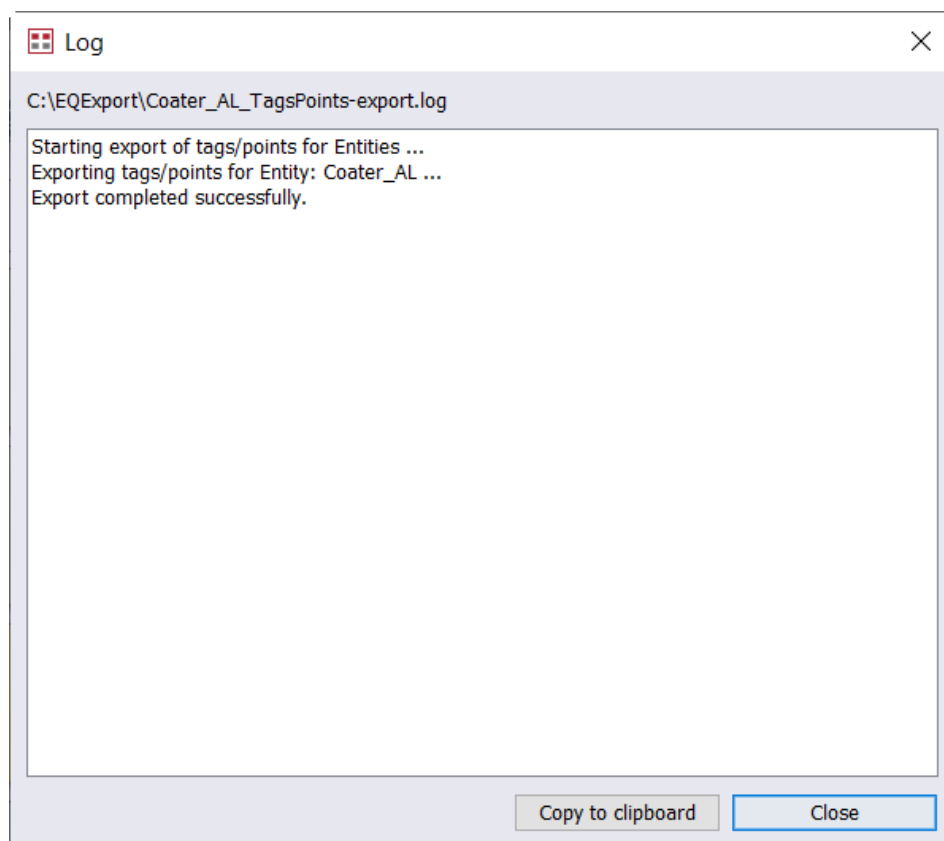 Log
C:\EQExport\Coater_AL_TagsPoints-export.log
Starting export of tags/points for Entities ...
Exporting tags/points for Entity: Coater_AL ...
Export completed successfully.
Copy to clipboard
Close